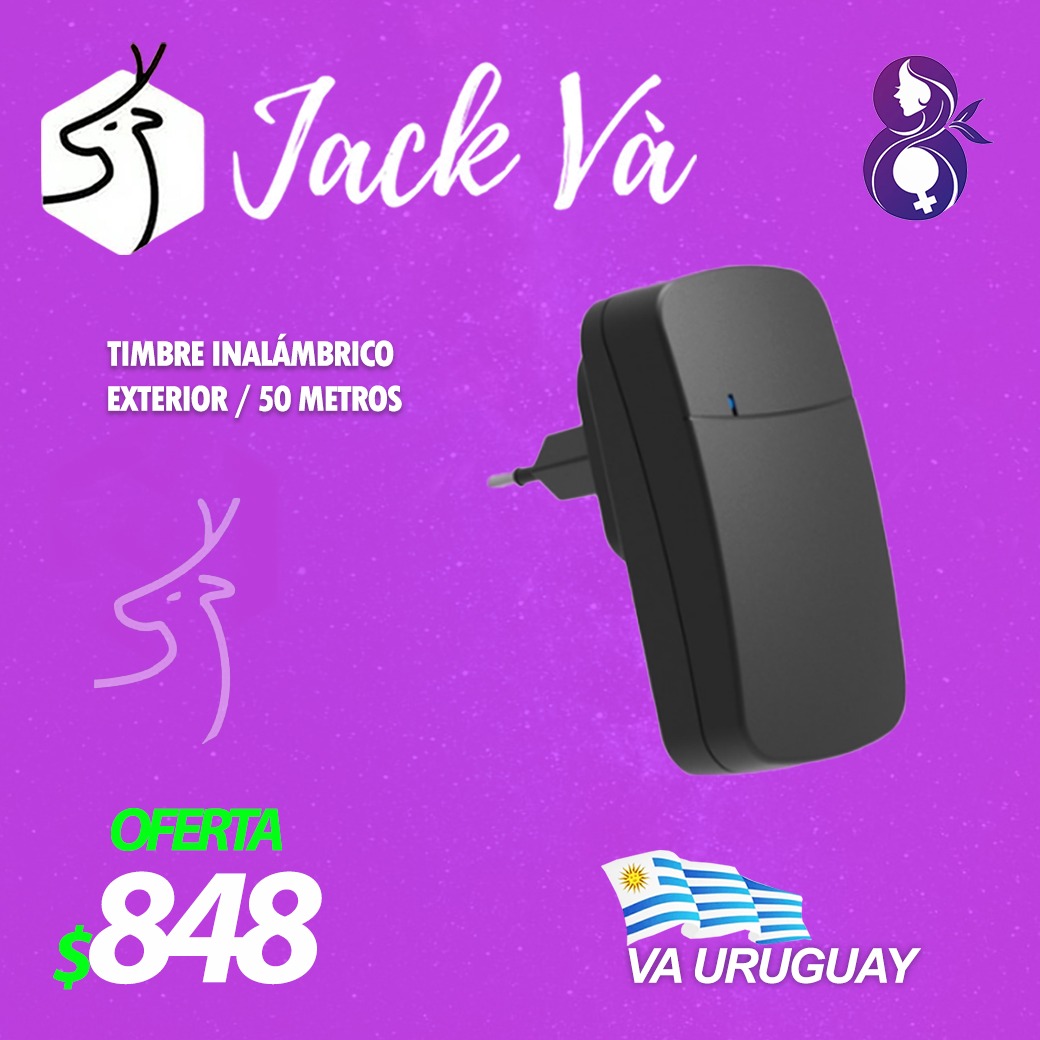 Jack Và
TIMBRE INALÁMBRICO
EXTERIOR / 50 METROS
OFERTA
$848
VA URUGUAY